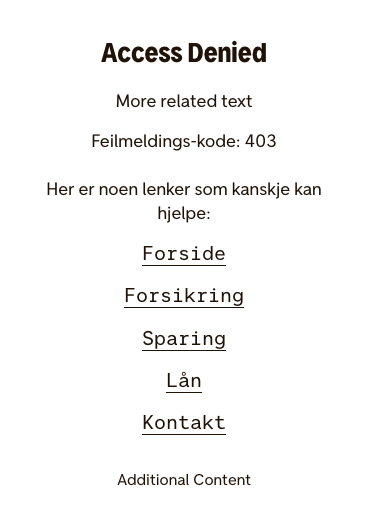 Access Denied
More related text
Feilmeldings-kode: 403
Her er noen lenker som kanskje kan
hjelpe:
Forside
Forsikring
Sparing
Lån
Kontakt
Additional Content